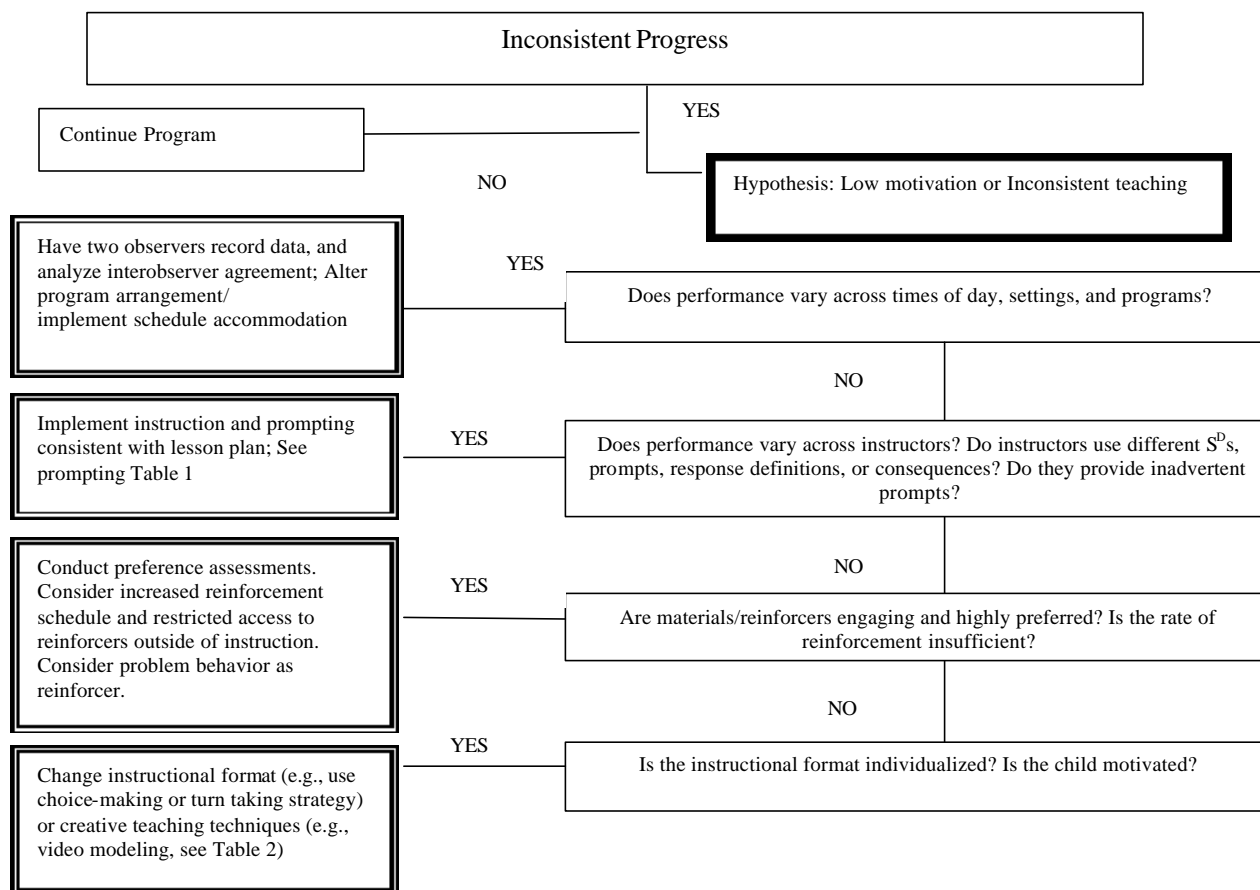 Inconsistent Progress
YES
Continue Program
NO
Hypothesis: Low motivation or Inconsistent teaching
Have two observers record data, and
analyze interobserver agreement; Alter
program arrangement/
implement schedule accommodation
YES
Does performance vary across times of day, settings, and programs?
NO
Implement instruction and prompting
consistent with lesson plan; See
prompting Table 1
YES
Does performance vary across instructors? Do instructors use different SᴰS,
prompts, response definitions, or consequences? Do they provide inadvertent
prompts?
NO
Conduct preference assessments.
Consider increased reinforcement
schedule and restricted access to
reinforcers outside of instruction.
Consider problem behavior as
reinforcer.
YES
Are materials/reinforcers engaging and highly preferred? Is the rate of
reinforcement insufficient?
NO
YES
Is the instructional format individualized? Is the child motivated?
Change instructional format (e.g., use
choice-making or turn taking strategy)
or creative teaching techniques (e.g.,
video modeling, see Table 2)